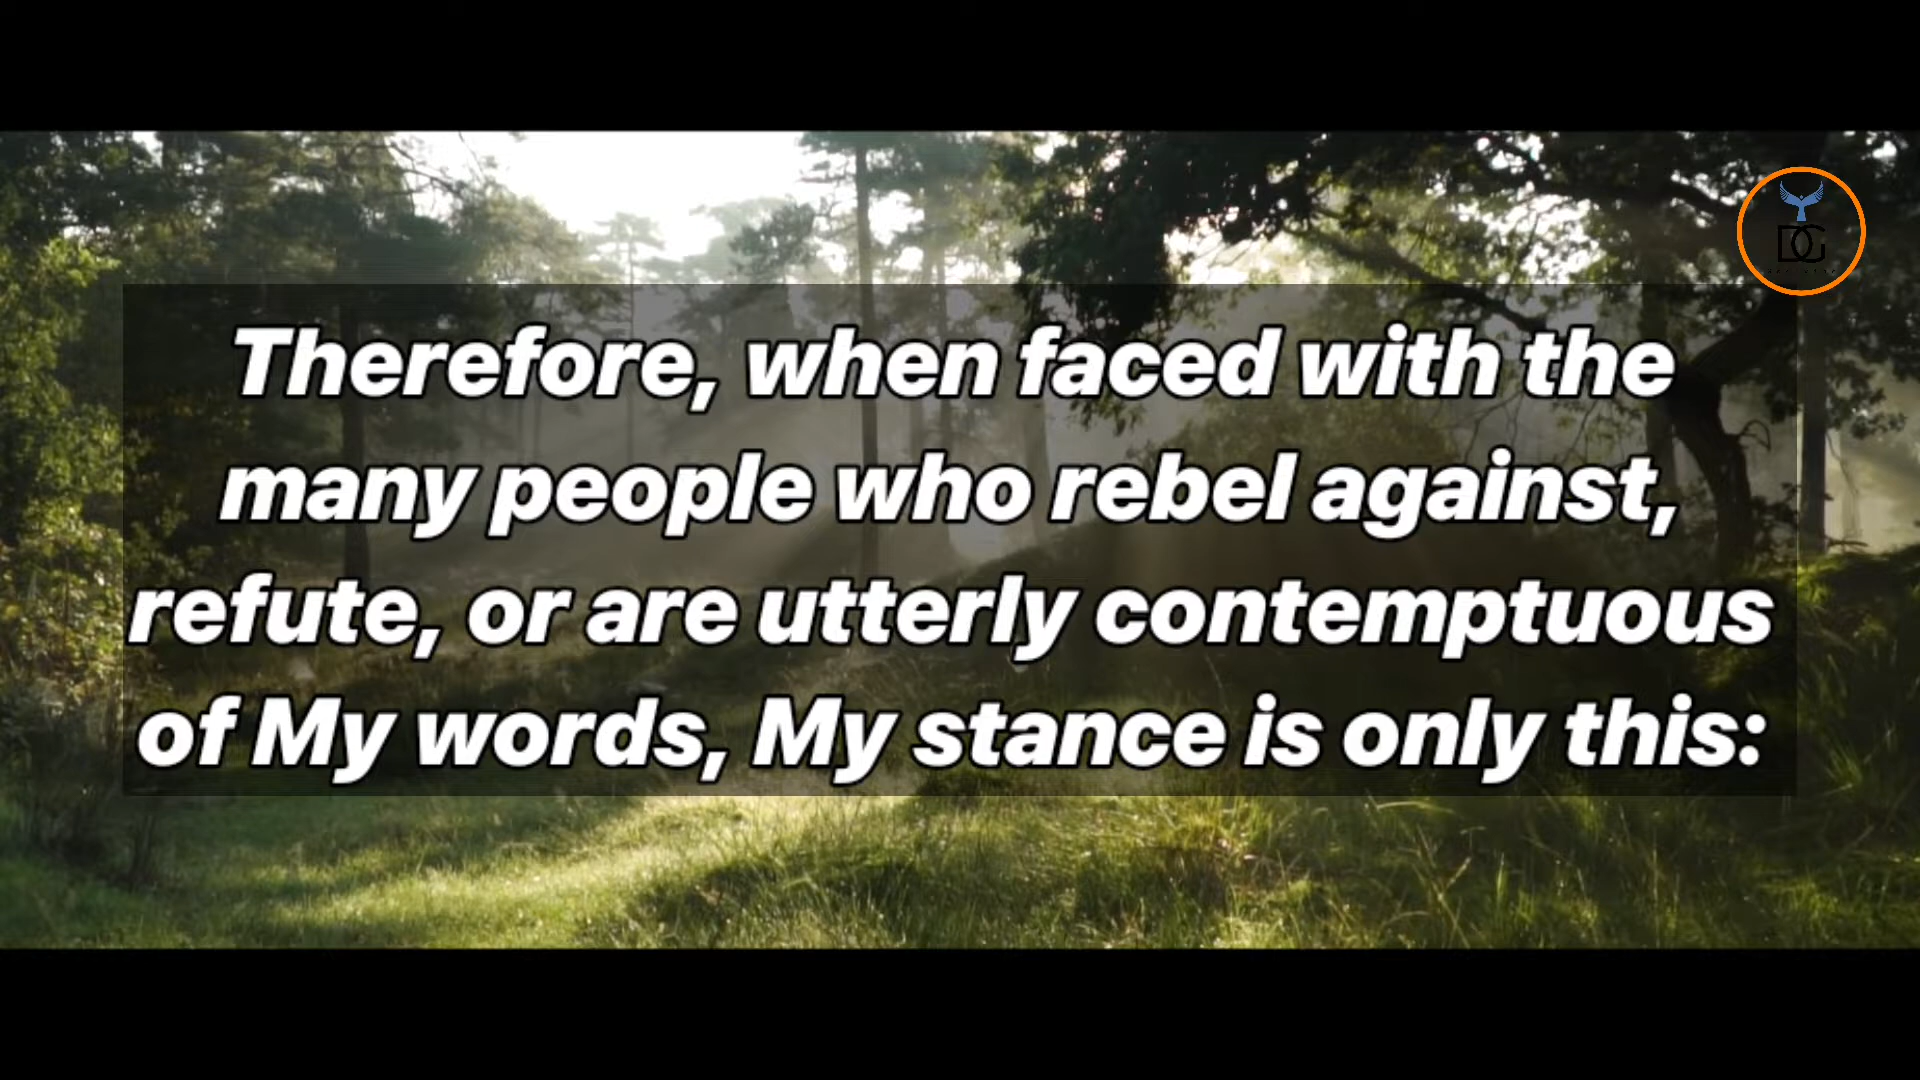 Therefore, when faced with the
many people who rebel against,
refute, or are utterly contemptuous
of My words, My stance is only this:
DG